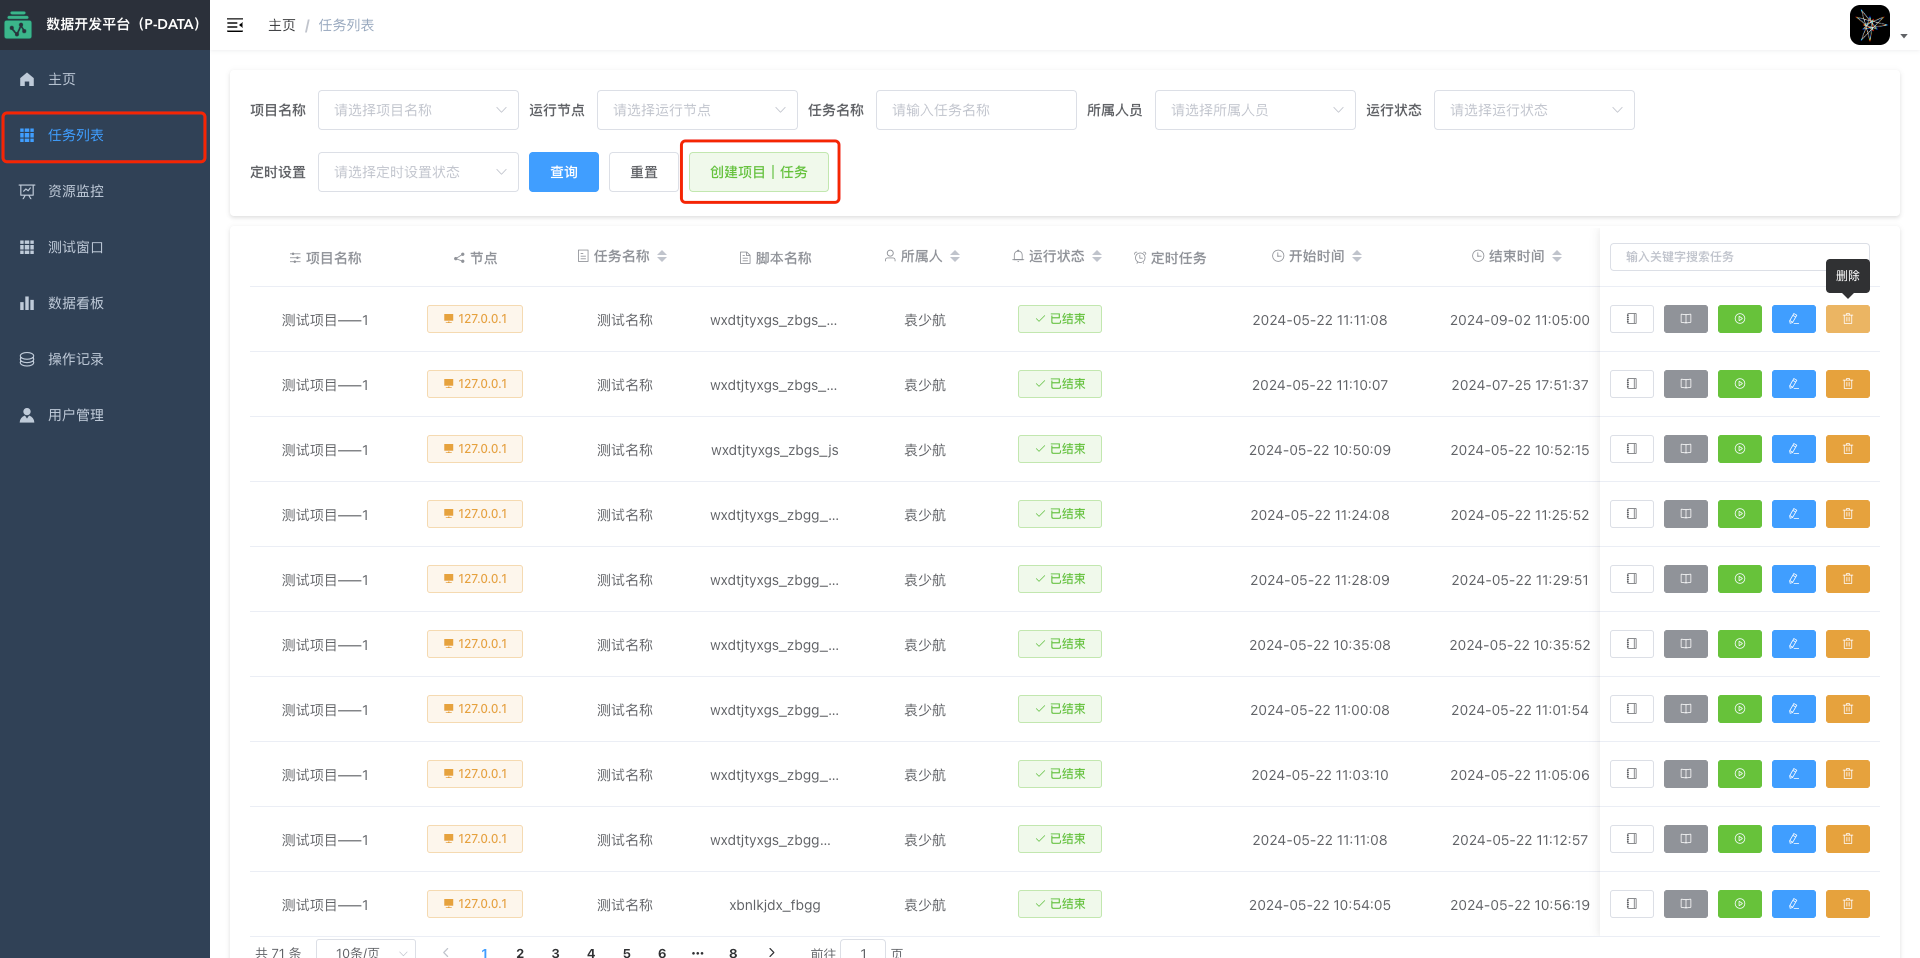 数据开发平台（P-DATA）
主页 / 任务列表
主页
任务列表
资源监控
测试窗口
数据看板
操作记录
用户管理
项目名称 请选择项目名称 运行节点 请选择运行节点 任务名称 请输入任务名称 所属人员 请选择所属人员 运行状态 请选择运行状态
定时设置 请选择定时设置状态 查询 重置 创建项目｜任务
项目名称 节点 任务名称 脚本名称 所属人 运行状态 定时任务 开始时间 结束时间 输入关键字搜索任务
删除
测试项目——1 127.0.0.1 测试名称 wxdtjtyxgs_zbgs_... 袁少航 已结束 2024-05-22 11:11:08 2024-09-02 11:05:00
测试项目——1 127.0.0.1 测试名称 wxdtjtyxgs_zbgs_... 袁少航 已结束 2024-05-22 11:10:07 2024-07-25 17:51:37
测试项目——1 127.0.0.1 测试名称 wxdtjtyxgs_zbgs_js 袁少航 已结束 2024-05-22 10:50:09 2024-05-22 10:52:15
测试项目——1 127.0.0.1 测试名称 wxdtjtyxgs_zbgg_... 袁少航 已结束 2024-05-22 11:24:08 2024-05-22 11:25:52
测试项目——1 127.0.0.1 测试名称 wxdtjtyxgs_zbgg_... 袁少航 已结束 2024-05-22 11:28:09 2024-05-22 11:29:51
测试项目——1 127.0.0.1 测试名称 wxdtjtyxgs_zbgg_... 袁少航 已结束 2024-05-22 10:35:08 2024-05-22 10:35:52
测试项目——1 127.0.0.1 测试名称 wxdtjtyxgs_zbgg_... 袁少航 已结束 2024-05-22 11:00:08 2024-05-22 11:01:54
测试项目——1 127.0.0.1 测试名称 wxdtjtyxgs_zbgg_... 袁少航 已结束 2024-05-22 11:03:10 2024-05-22 11:05:06
测试项目——1 127.0.0.1 测试名称 wxdtjtyxgs_zbgg... 袁少航 已结束 2024-05-22 11:11:08 2024-05-22 11:12:57
测试项目——1 127.0.0.1 测试名称 xbnlkjdx_fbgg 袁少航 已结束 2024-05-22 10:54:05 2024-05-22 10:56:19
共 71 条 10条/页 1 2 3 4 5 6 ··· 8 前往 1 页